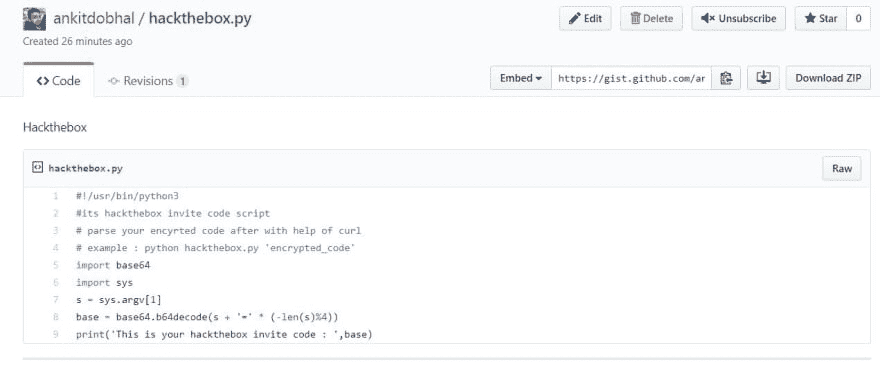 ankitdobhal / hackthebox.py
Edit Delete Unsubscribe Star 0
Created 26 minutes ago
Code Revisions 1
Embed https://gist.github.com/ar Download ZIP
Hackthebox
hackthebox.py Raw
1 #!/usr/bin/python3
2 #its hackthebox invite code script
3 # parse your encyrted code after with help of curl
4 # example : python hackthebox.py 'encrypted_code'
5 import base64
6 import sys
7 s = sys.argv[1]
8 base = base64.b64decode(s + '=' * (-len(s)%4))
9 print('This is your hackthebox invite code : ',base)